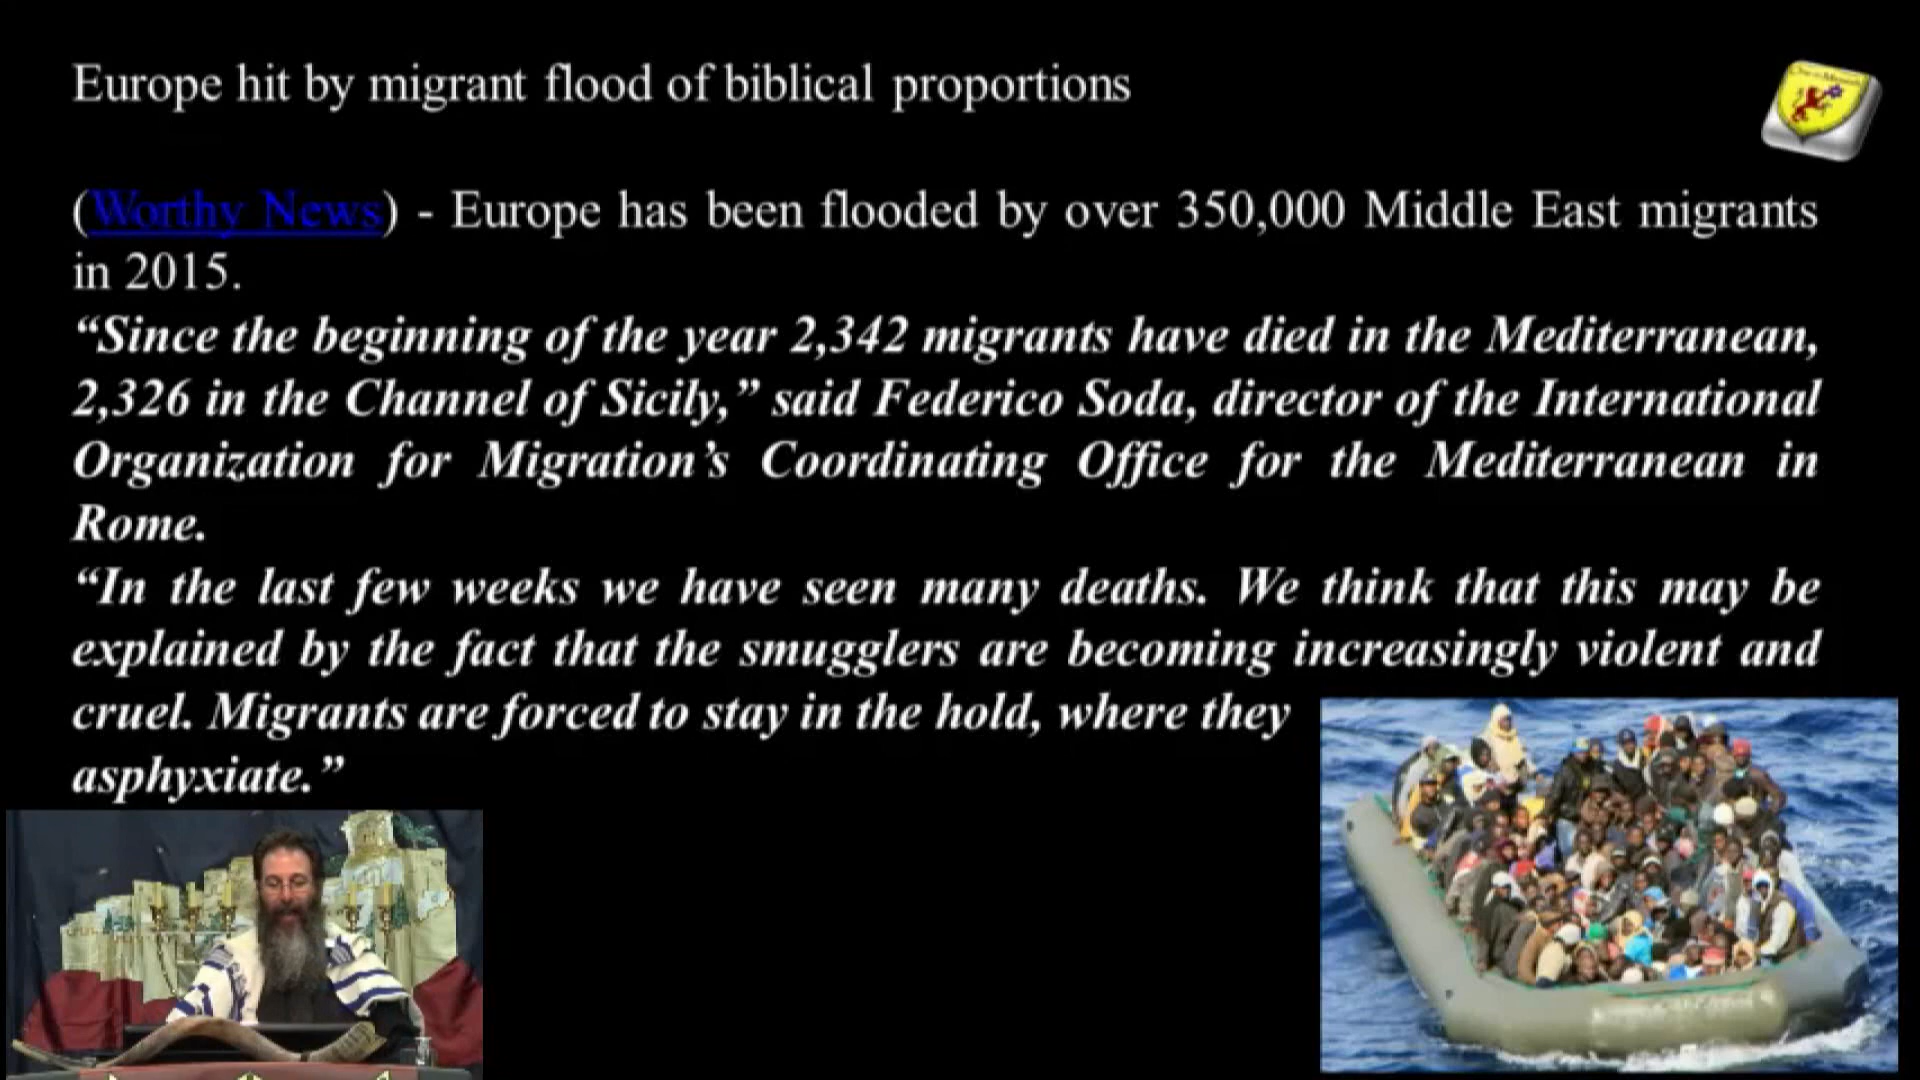 Europe hit by migrant flood of biblical proportions
(Worthy News) - Europe has been flooded by over 350,000 Middle East migrants
in 2015.
“Since the beginning of the year 2,342 migrants have died in the Mediterranean,
2,326 in the Channel of Sicily,” said Federico Soda, director of the International
Organization for Migration’s Coordinating Office for the Mediterranean in
Rome.
“In the last few weeks we have seen many deaths. We think that this may be
explained by the fact that the smugglers are becoming increasingly violent and
cruel. Migrants are forced to stay in the hold, where they
asphyxiate.”